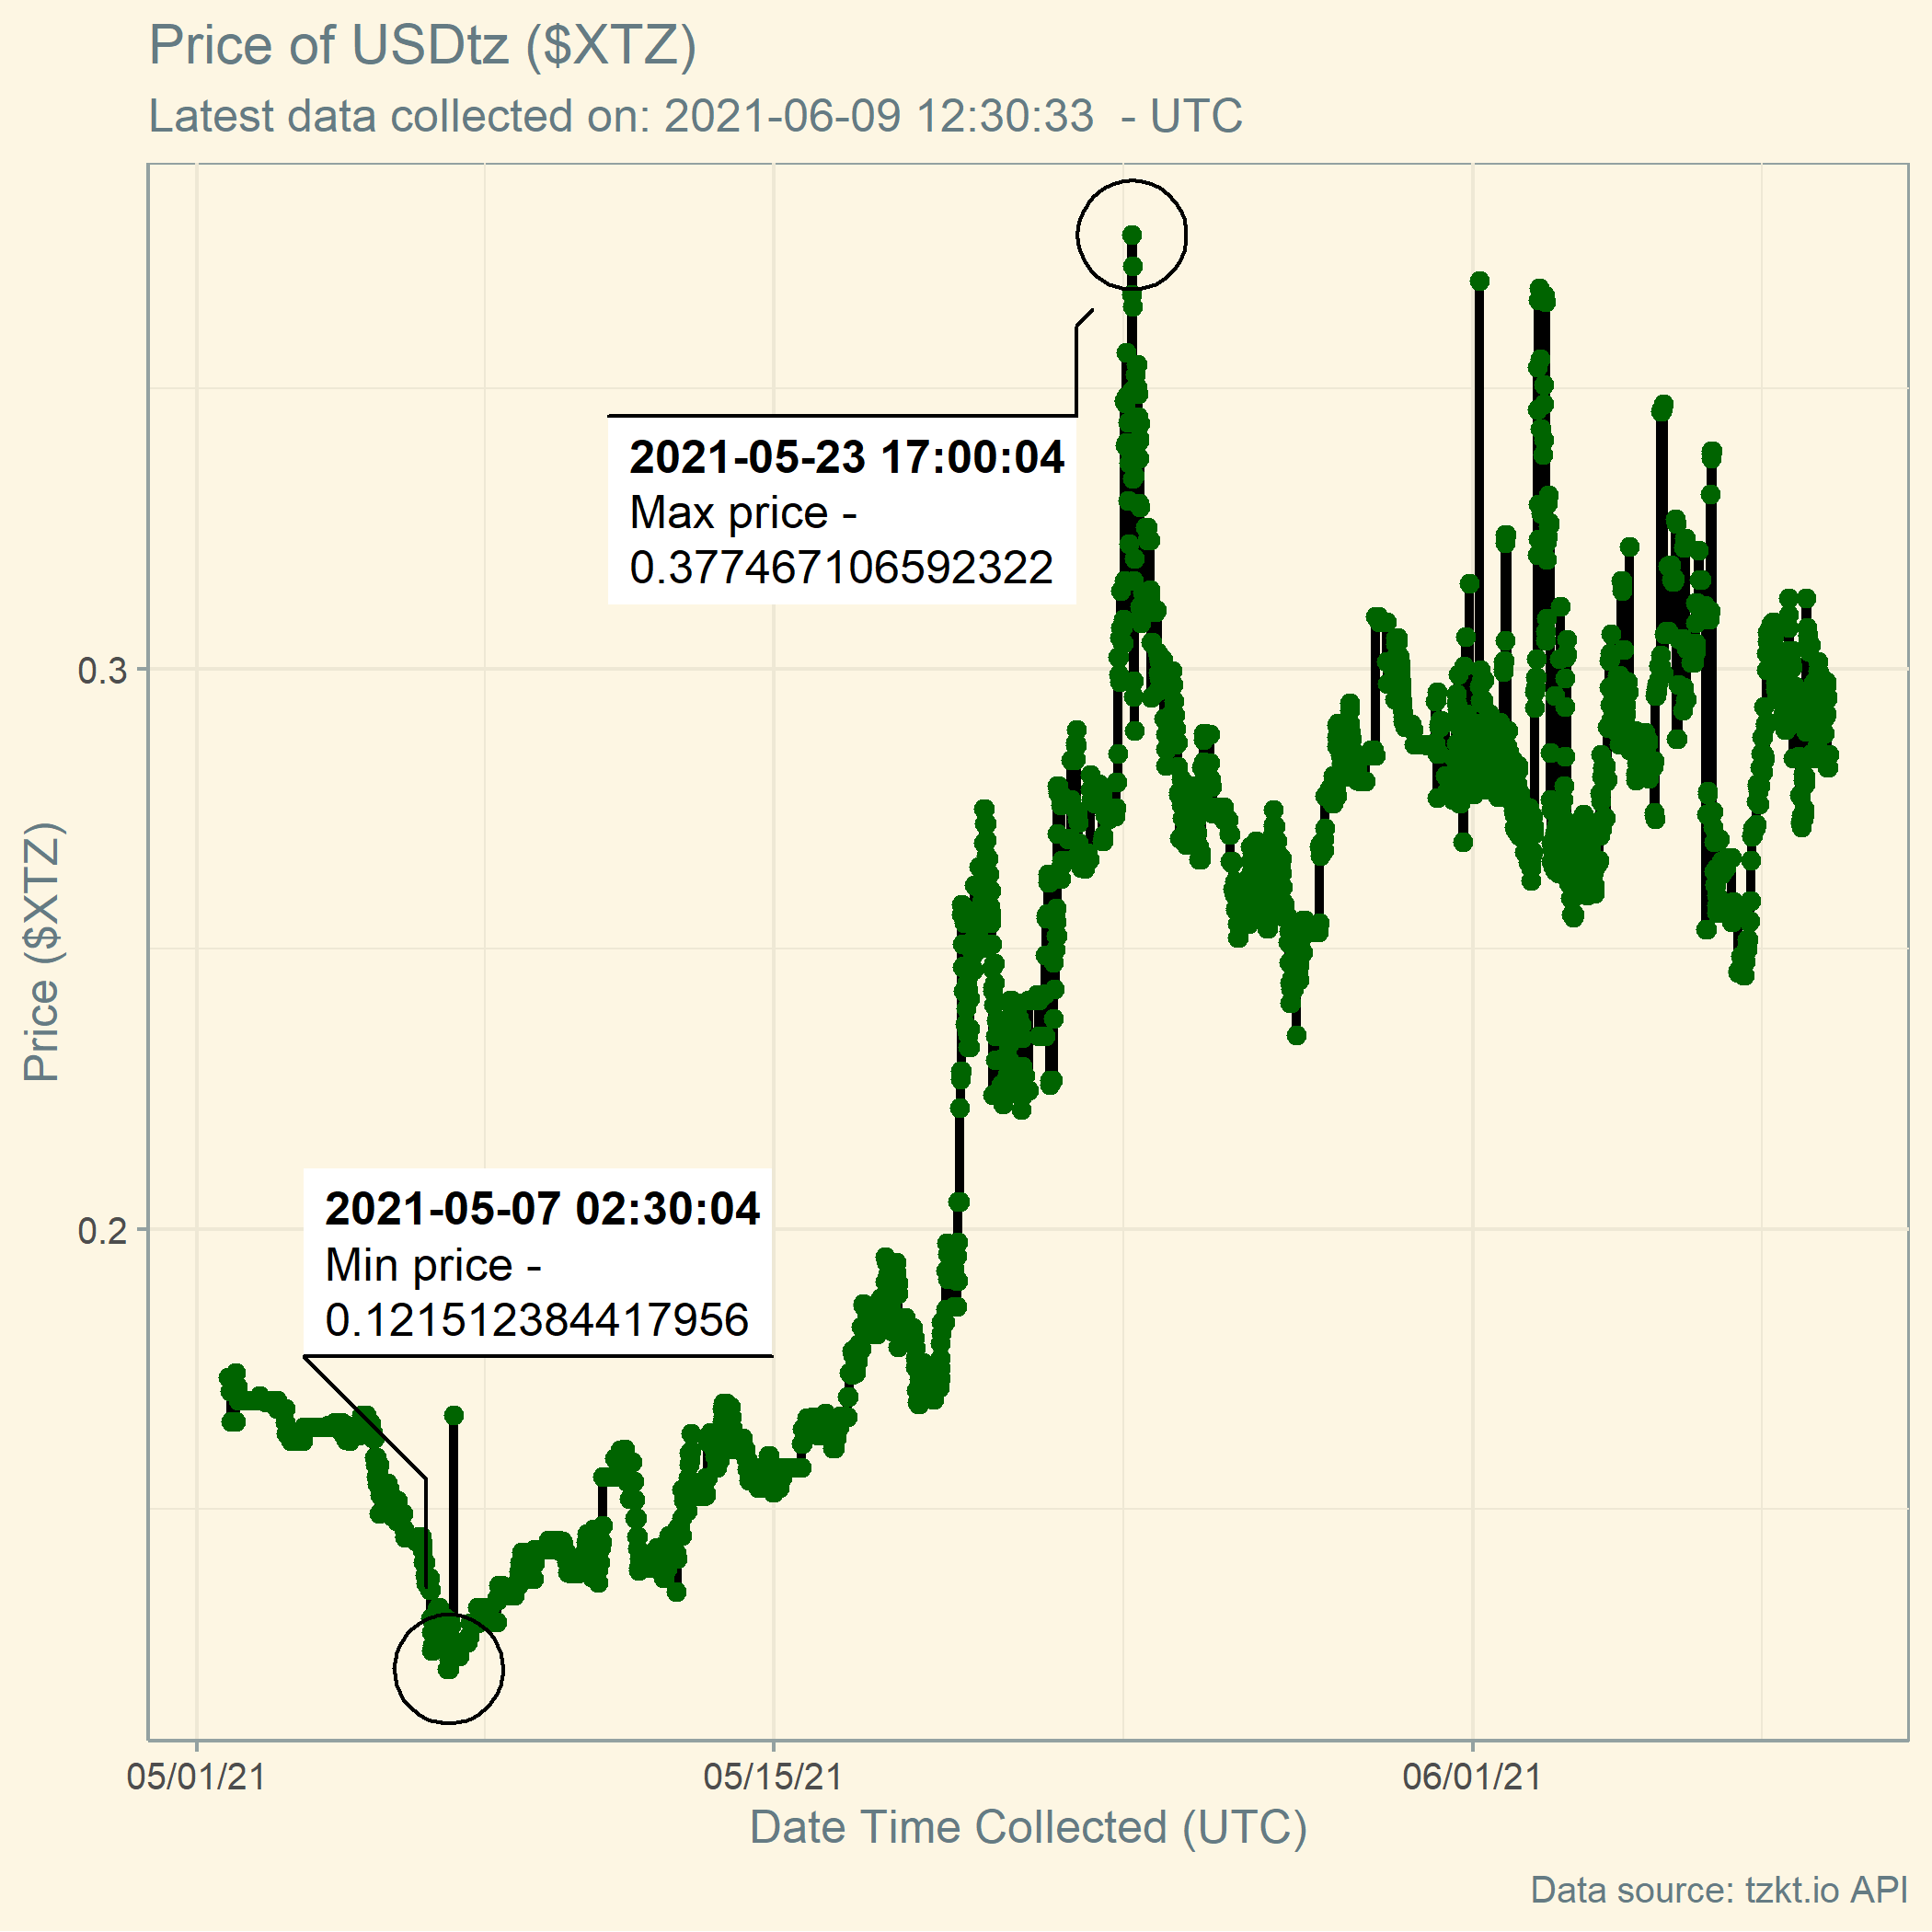 Price of USDtz ($XTZ)
Latest data collected on: 2021-06-09 12:30:33  - UTC
2021-05-23 17:00:04
Max price -
0.377467106592322
0.3
Price ($XTZ)
2021-05-07 02:30:04
Min price -
0.121512384417956
0.2
05/01/21
05/15/21
06/01/21
Date Time Collected (UTC)
Data source: tzkt.io API